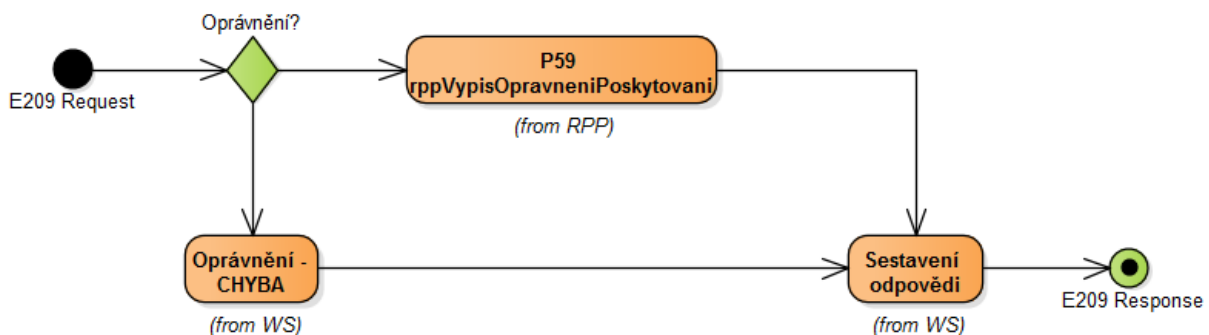 Oprávnění?
E209 Request
P59
rppVypisOpravneniPoskytovani
(from RPP)
Oprávnění -
CHYBA
(from WS)
Sestavení
odpovědi
(from WS)
E209 Response